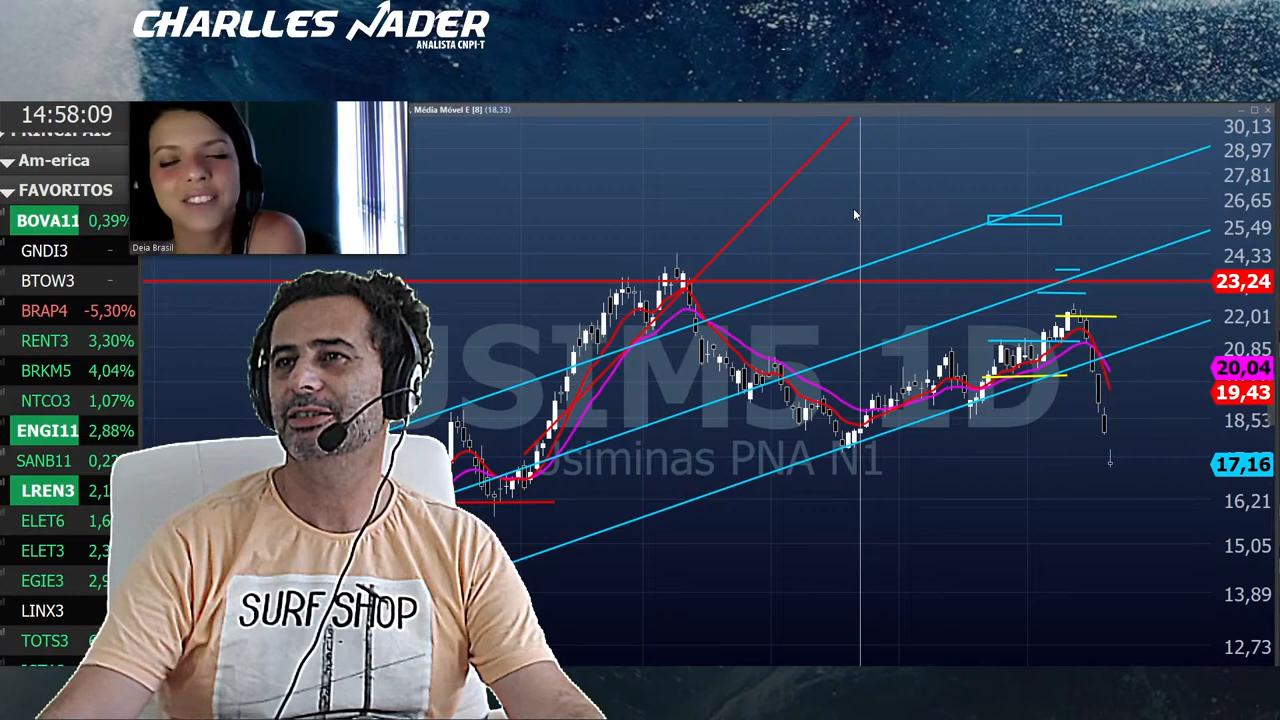 CHARLLES NADER
ANALISTA CNPI-T
14:58:09
Média Móvel E [8] (18,33)
Am-erica
FAVORITOS
BOVA11 0,39%
GNDI3 -
BTOW3 -
BRAP4 -5,30%
RENT3 3,30%
BRKM5 4,04%
NTCO3 1,07%
ENGI11 2,88%
SANB11
LREN3
ELET6
ELET3
EGIE3
LINX3
TOTS3
Deia Brasil
USIM5 1D
Usiminas PNA N1
30,13
28,97
27,81
26,65
25,49
24,33
23,24
22,01
20,85
20,04
19,43
18,53
17,16
16,21
15,05
13,89
12,73
SURF SHOP